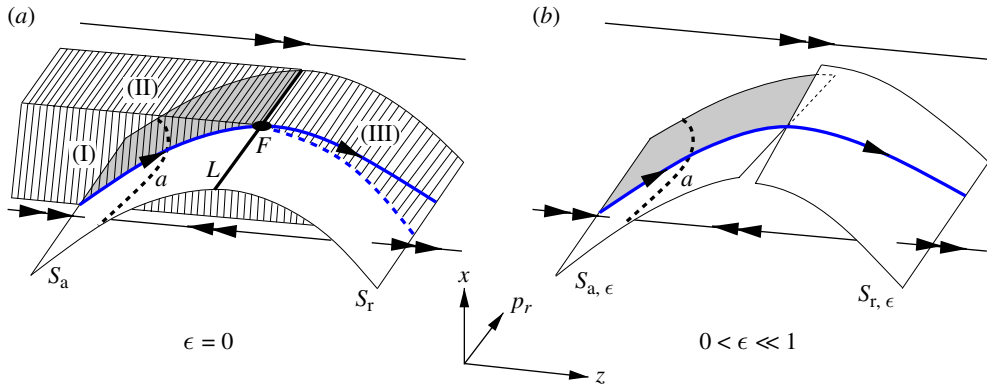 (a)
(b)
(II)
(I)
(III)
F
L
a
a
S_a
S_r
S_{a, ϵ}
S_{r, ϵ}
x
p_r
z
ϵ = 0
0 < ϵ ≪ 1